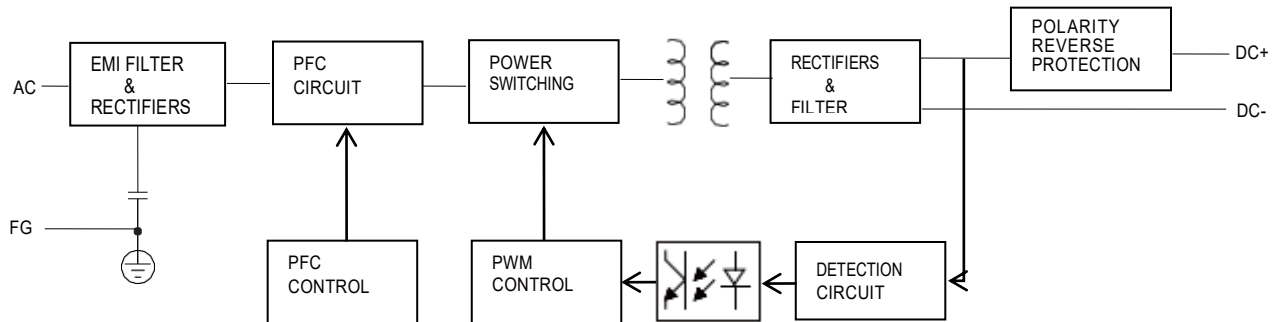 POLARITY
REVERSE
PROTECTION
DC+
EMI FILTER
&
RECTIFIERS
PFC
CIRCUIT
POWER
SWITCHING
RECTIFIERS
&
FILTER
AC
DC-
FG
PFC
CONTROL
PWM
CONTROL
DETECTION
CIRCUIT